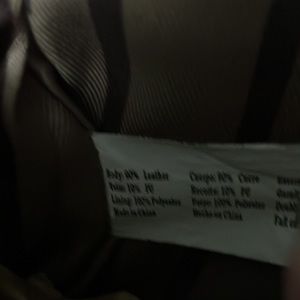 Body: 90% Leather
Trim: 10% PU
Lining: 100% Polyester
Made in China
Cuerpo: 90% Cuero
Recorte: 10% PU
Forro: 100% Poliester
Hecho en China